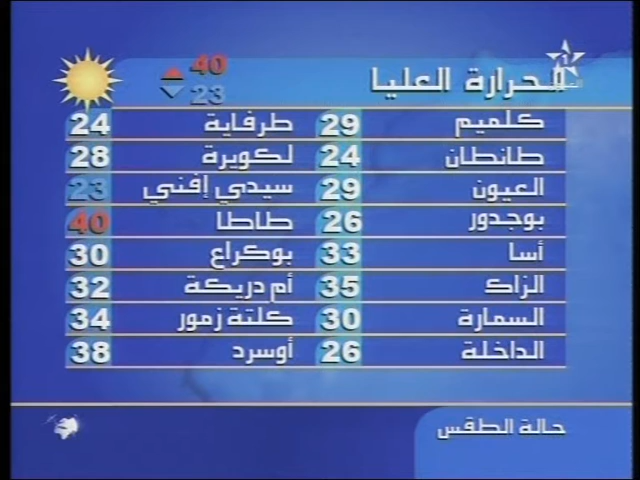 الحرارة العليا
40
23
كلميم 29 طرفاية 24
طانطان 24 لكويرة 28
العيون 29 سيدي إفني 23
بوجدور 26 طاطا 40
أسا 33 بوكراع 30
الزاك 35 أم دريكة 32
السمارة 30 كلتة زمور 34
الداخلة 26 أوسرد 38
حالة الطقس